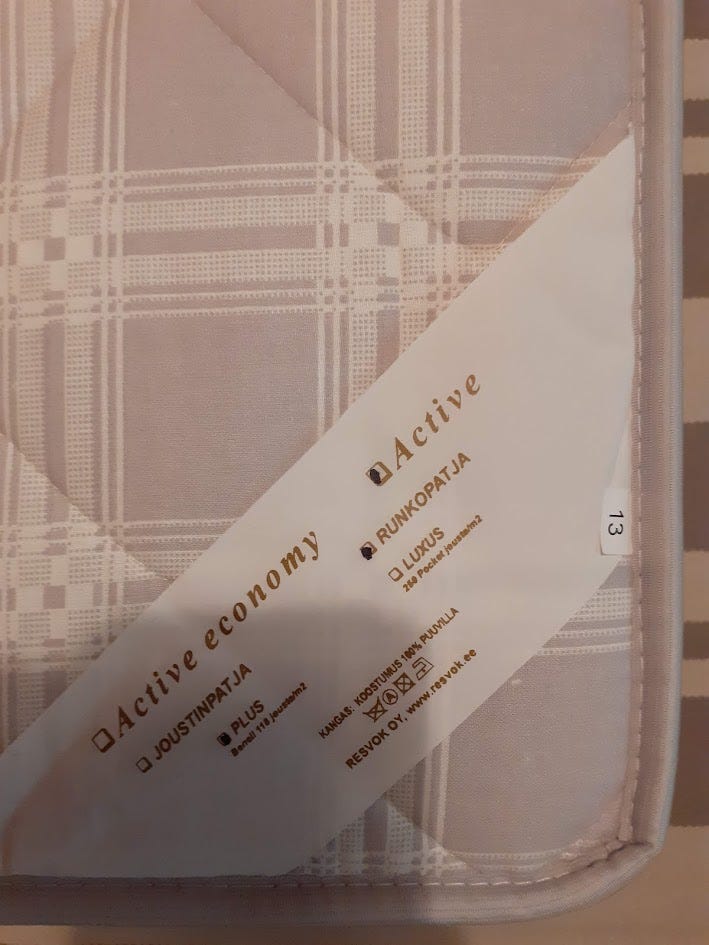 Active economy
JOUSTINPATJA
PLUS
Bonell 118 jousta/m2
Active
RUNKOPATJA
LUXUS
250 Pocket jousta/m2
KANGAS: KOOSTUMUS 100% PUUVILLA
A
RESVOK OY, www.resvok.ee
13